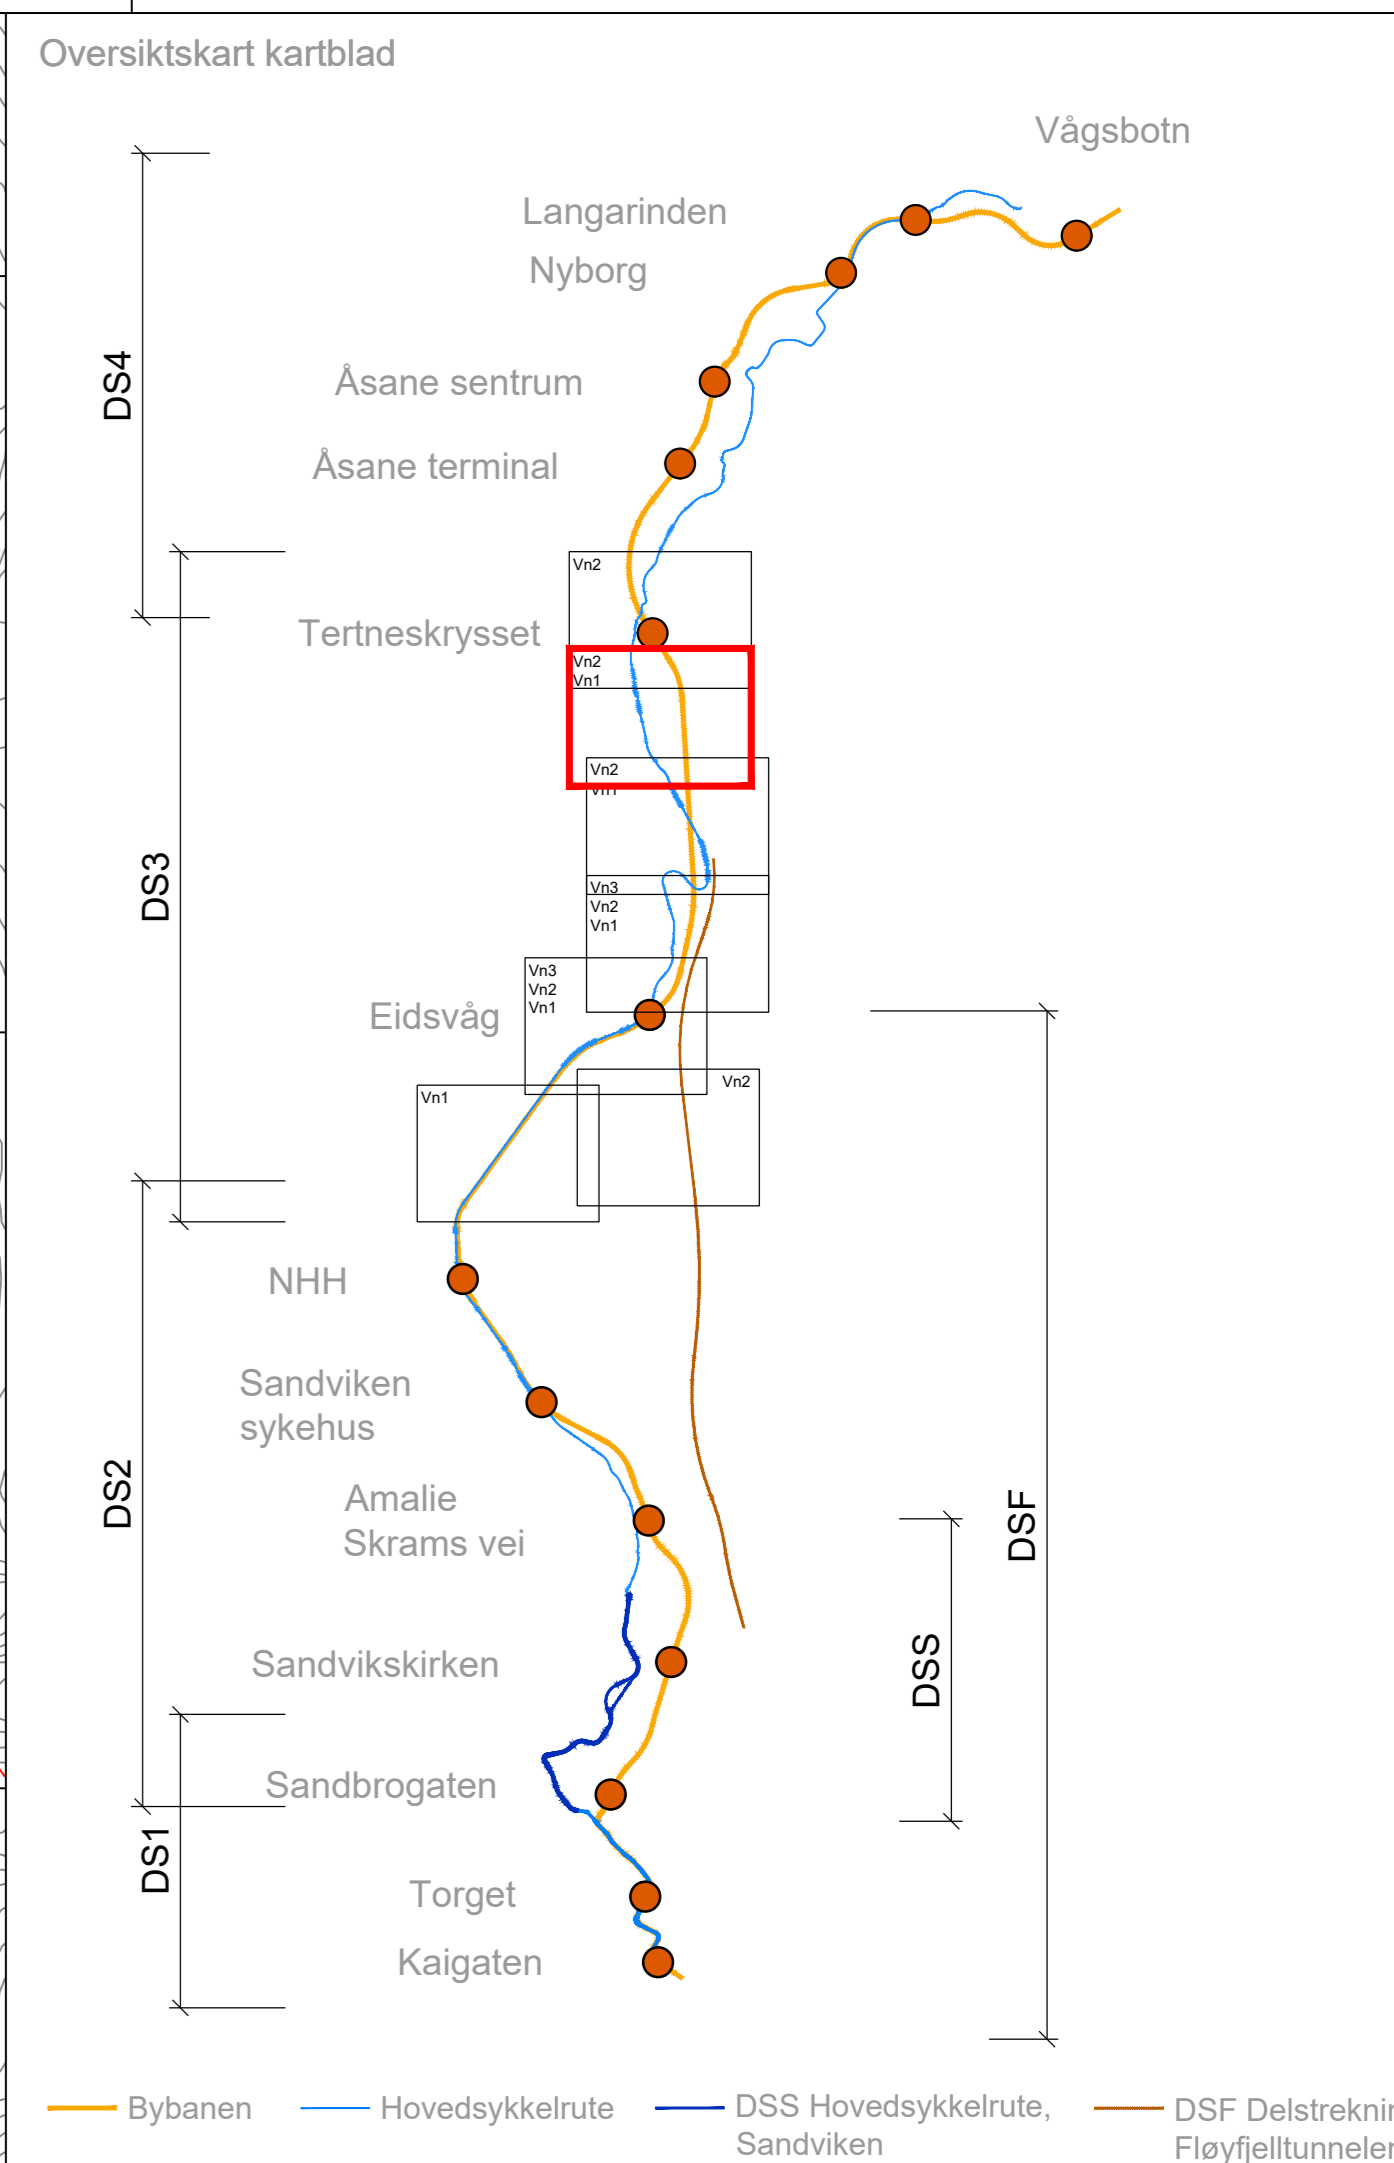 Oversiktskart kartblad
Vågsbotn
Langarinden
Nyborg
DS4
Åsane sentrum
Åsane terminal
Vn2
Tertneskrysset
Vn2
Vn1
Vn2
Vn1
DS3
Vn3
Vn2
Vn1
Vn3
Vn2
Vn1
Eidsvåg
Vn2
Vn1
NHH
Sandviken
sykehus
DS2
Amalie
Skrams vei
DSF
DSS
Sandvikskirken
Sandbrogaten
DS1
Torget
Kaigaten
Bybanen
Hovedsykkelrute
DSS Hovedsykkelrute,
Sandviken
DSF